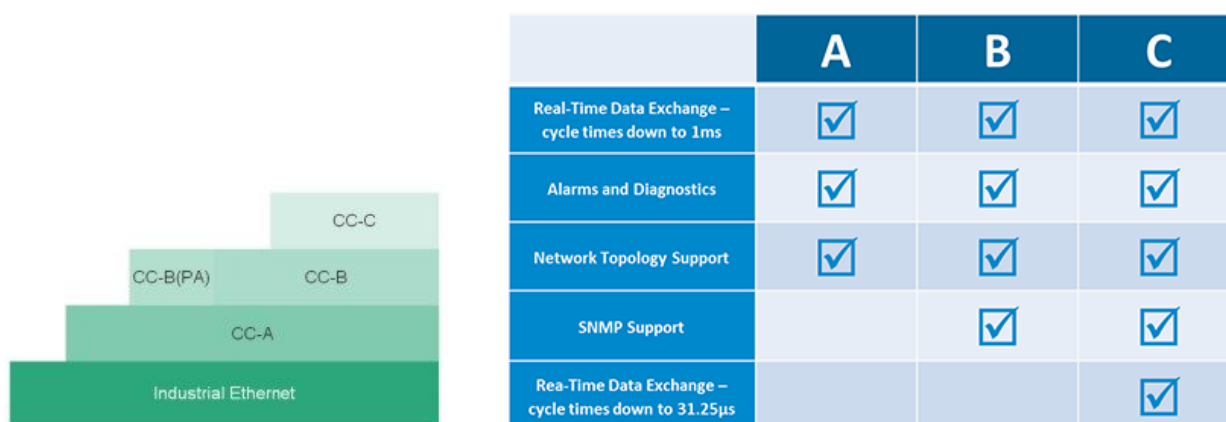 CC-C
CC-B(PA) CC-B
CC-A
Industrial Ethernet
A B C
Real-Time Data Exchange –
cycle times down to 1ms
Alarms and Diagnostics
Network Topology Support
SNMP Support
Rea-Time Data Exchange –
cycle times down to 31.25µs